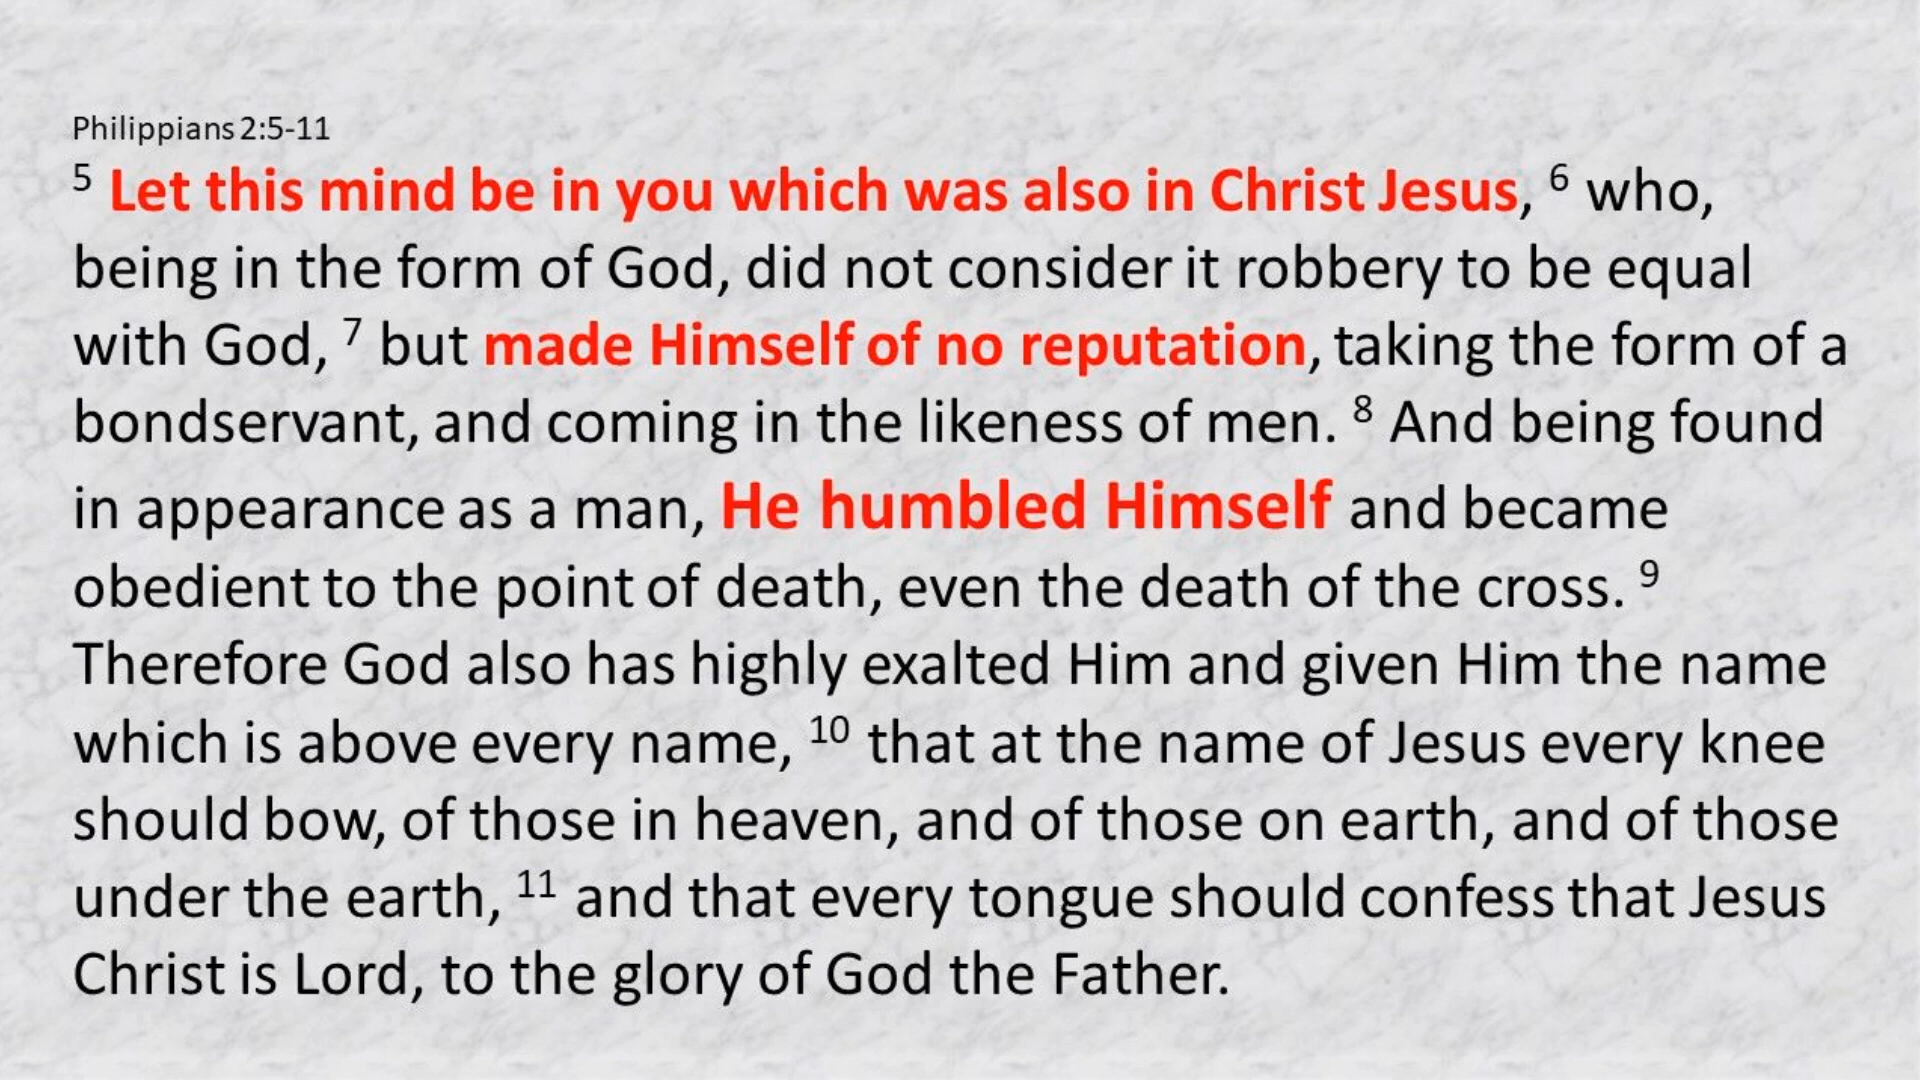 Philippians 2:5-11
5 Let this mind be in you which was also in Christ Jesus, 6 who,
being in the form of God, did not consider it robbery to be equal
with God, 7 but made Himself of no reputation, taking the form of a
bondservant, and coming in the likeness of men. 8 And being found
in appearance as a man, He humbled Himself and became
obedient to the point of death, even the death of the cross. 9
Therefore God also has highly exalted Him and given Him the name
which is above every name, 10 that at the name of Jesus every knee
should bow, of those in heaven, and of those on earth, and of those
under the earth, 11 and that every tongue should confess that Jesus
Christ is Lord, to the glory of God the Father.